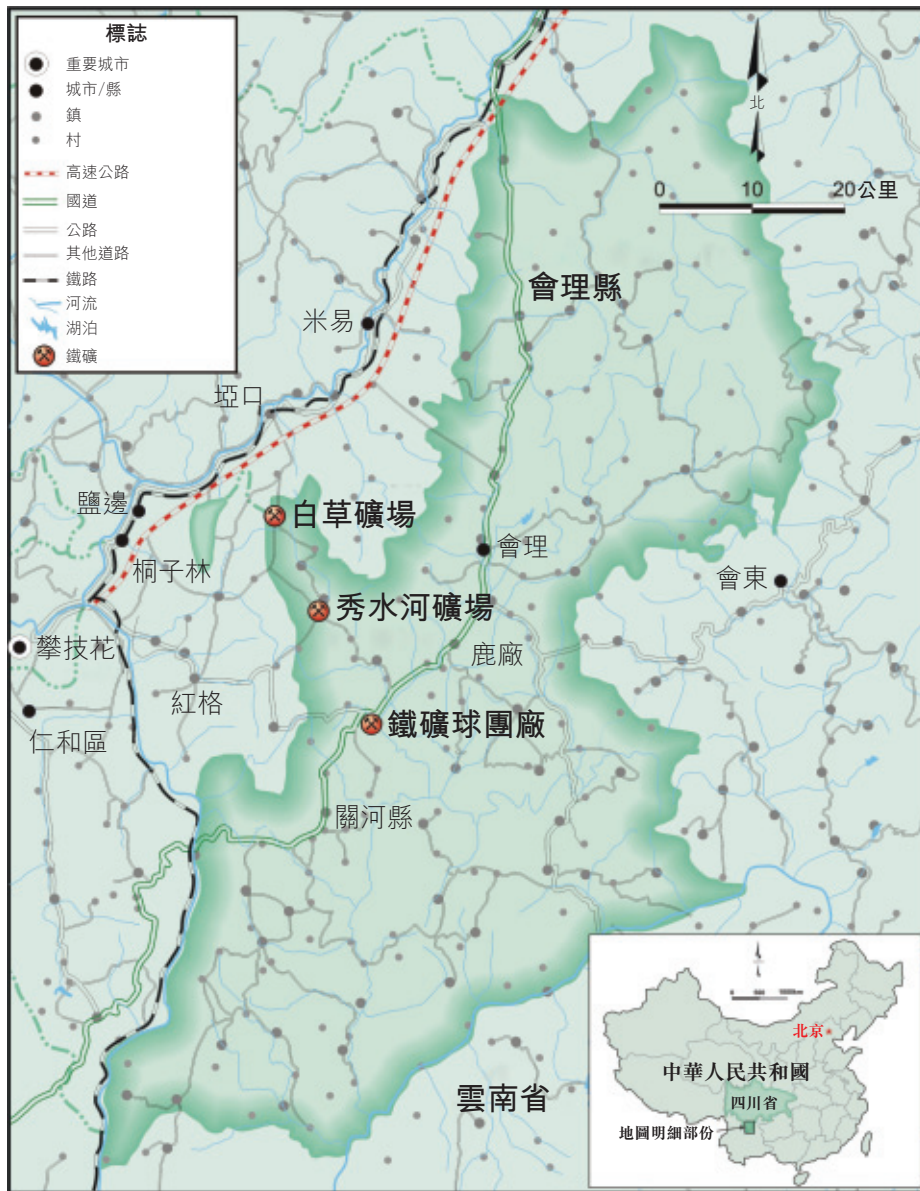 標誌
重要城市
城市/縣
鎮
村
高速公路
國道
公路
其他道路
鐵路
河流
湖泊
鐵礦
北
0 10 20公里
會理縣
米易
埡口
鹽邊
白草礦場
會理
桐子林
會東
秀水河礦場
攀技花
鹿廠
紅格
仁和區
鐵礦球團廠
關河縣
雲南省
北京
中華人民共和國
四川省
地圖明細部份